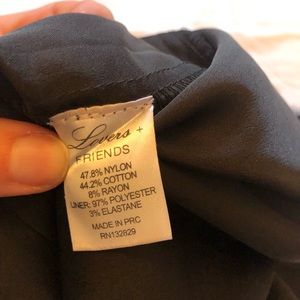 Lovers +
FRIENDS
47.8% NYLON
44.2% COTTON
8% RAYON
LINER: 97% POLYESTER
3% ELASTANE
MADE IN PRC
RN132829